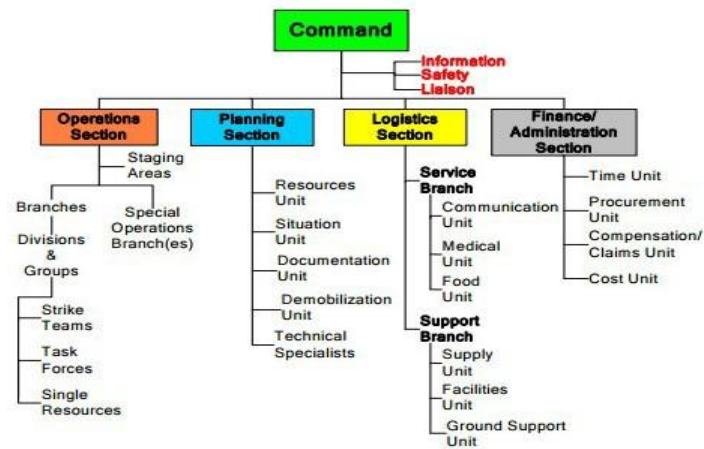 Command
Information
Safety
Liaison
Operations
Section
Staging
Areas
Branches
Special
Operations
Branch(es)
Divisions
&
Groups
Strike
Teams
Task
Forces
Single
Resources
Planning
Section
Resources
Unit
Situation
Unit
Documentation
Unit
Demobilization
Unit
Technical
Specialists
Logistics
Section
Service
Branch
Communication
Unit
Medical
Unit
Food
Unit
Support
Branch
Supply
Unit
Facilities
Unit
Ground Support
Unit
Finance/
Administration
Section
Time Unit
Procurement
Unit
Compensation/
Claims Unit
Cost Unit